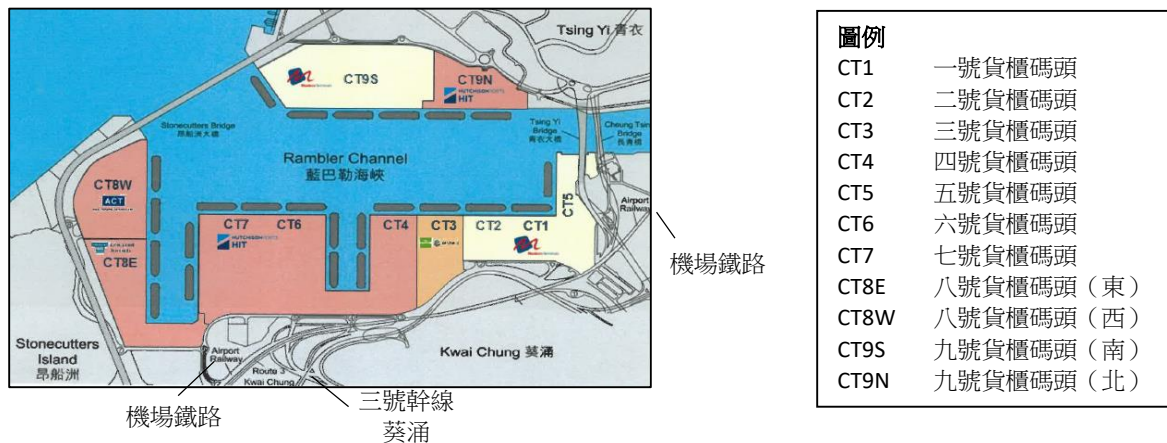 Tsing Yi 青衣
CT9S
CT9N
HIT
Stonecutters Bridge
昂船洲大橋
Tsing Yi
Bridge
青衣大橋
Cheung Tsing
Bridge
長青橋
Rambler Channel
藍巴勒海峽
CT8W
ACT
CT8E
CT7
CT6
HUTCHISON PORTS
HIT
CT4
CT3
CT2
CT1
CT5
Airport
Railway
機場鐵路
Stonecutters
Island
昂船洲
Airport
Railway
Route 3
Kwai Chung
Kwai Chung 葵涌
機場鐵路
三號幹線
葵涌
圖例
CT1 一號貨櫃碼頭
CT2 二號貨櫃碼頭
CT3 三號貨櫃碼頭
CT4 四號貨櫃碼頭
CT5 五號貨櫃碼頭
CT6 六號貨櫃碼頭
CT7 七號貨櫃碼頭
CT8E 八號貨櫃碼頭（東）
CT8W 八號貨櫃碼頭（西）
CT9S 九號貨櫃碼頭（南）
CT9N 九號貨櫃碼頭（北）